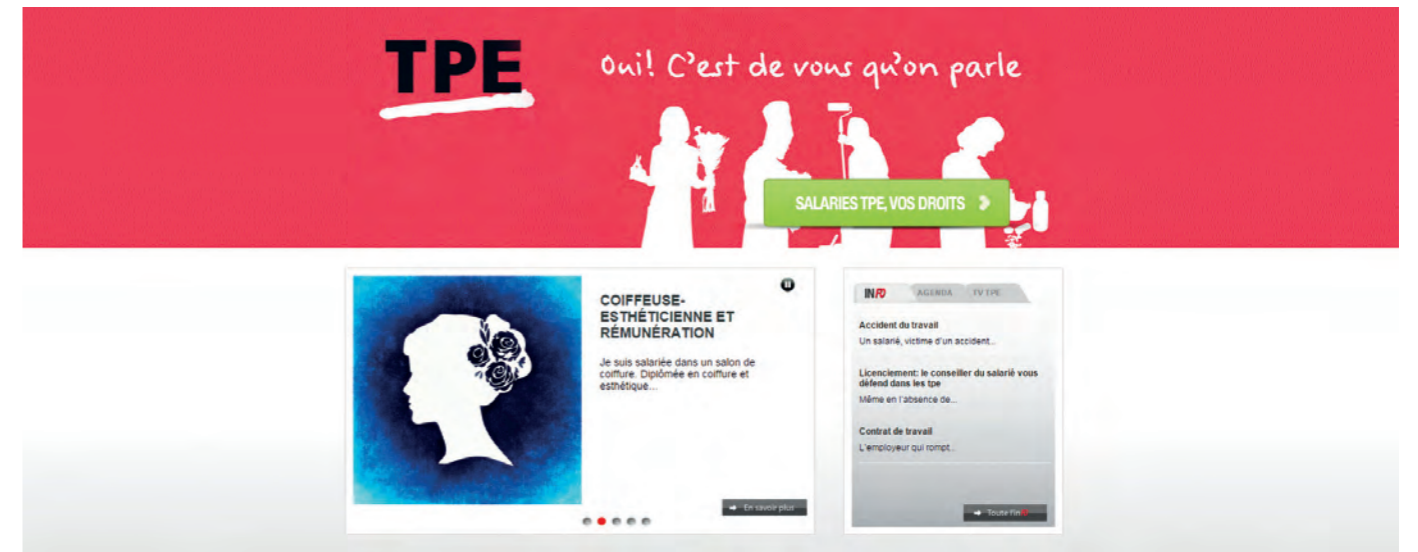 TPE
Oui! C'est de vous qu'on parle
SALARIES TPE, VOS DROITS
COIFFEUSE-
ESTHÉTICIENNE ET
RÉMUNÉRATION
Je suis salariée dans un salon de
coiffure. Diplômée en coiffure et
esthétique...
En savoir plus
INFO
AGENDA
TV TPE
Accident du travail
Un salarié, victime d'un accident...
Licenciement: le conseiller du salarié vous
défend dans les tpe
Même en l'absence de...
Contrat de travail
L'employeur qui rompt...
Toute l'inFO